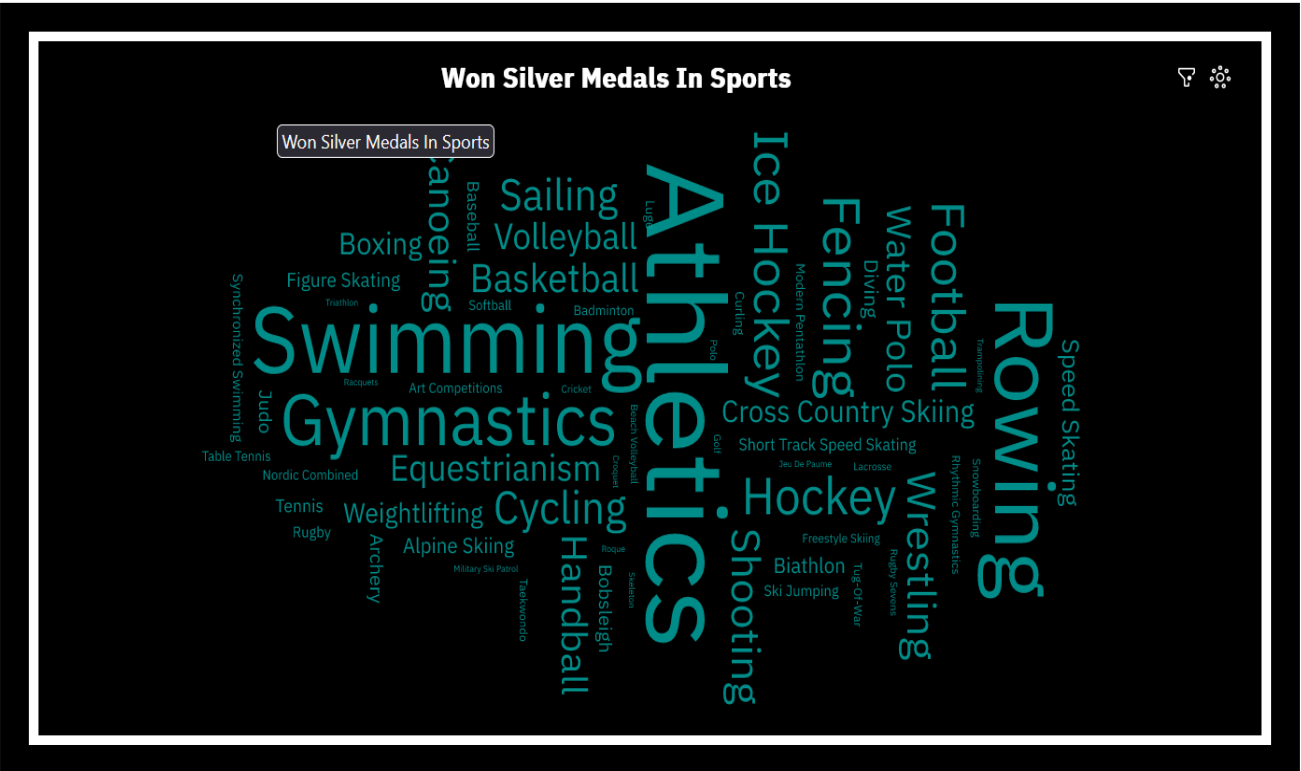 Won Silver Medals In Sports
Won Silver Medals In Sports
Ice Hockey
Canoeing
Athletics
Sailing
Baseball
Luge
Fencing
Football
Water Polo
Volleyball
Boxing
Basketball
Diving
Modern Pentathlon
Figure Skating
Synchronized Swimming
Triathlon
Softball
Badminton
Curling
Swimming
Rowing
Polo
Trampolining
Speed Skating
Racquets
Art Competitions
Cricket
Judo
Gymnastics
Beach Volleyball
Cross Country Skiing
Golf
Short Track Speed Skating
Table Tennis
Equestrianism
Croquet
Jeu De Paume
Lacrosse
Rhythmic Gymnastics
Snowboarding
Nordic Combined
Hockey
Wrestling
Tennis
Weightlifting
Cycling
Rugby
Archery
Alpine Skiing
Handball
Roque
Shooting
Freestyle Skiing
Rugby Sevens
Military Ski Patrol
Bobsleigh
Skeleton
Biathlon
Tug-Of-War
Taekwondo
Ski Jumping